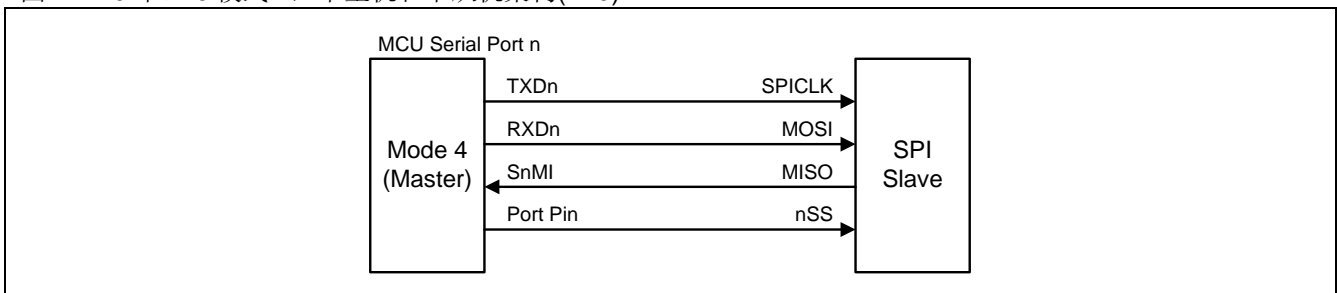 MCU Serial Port n
TXDn SPICLK
RXDn MOSI
Mode 4
(Master)
SPI
Slave
SnMI MISO
Port Pin nSS